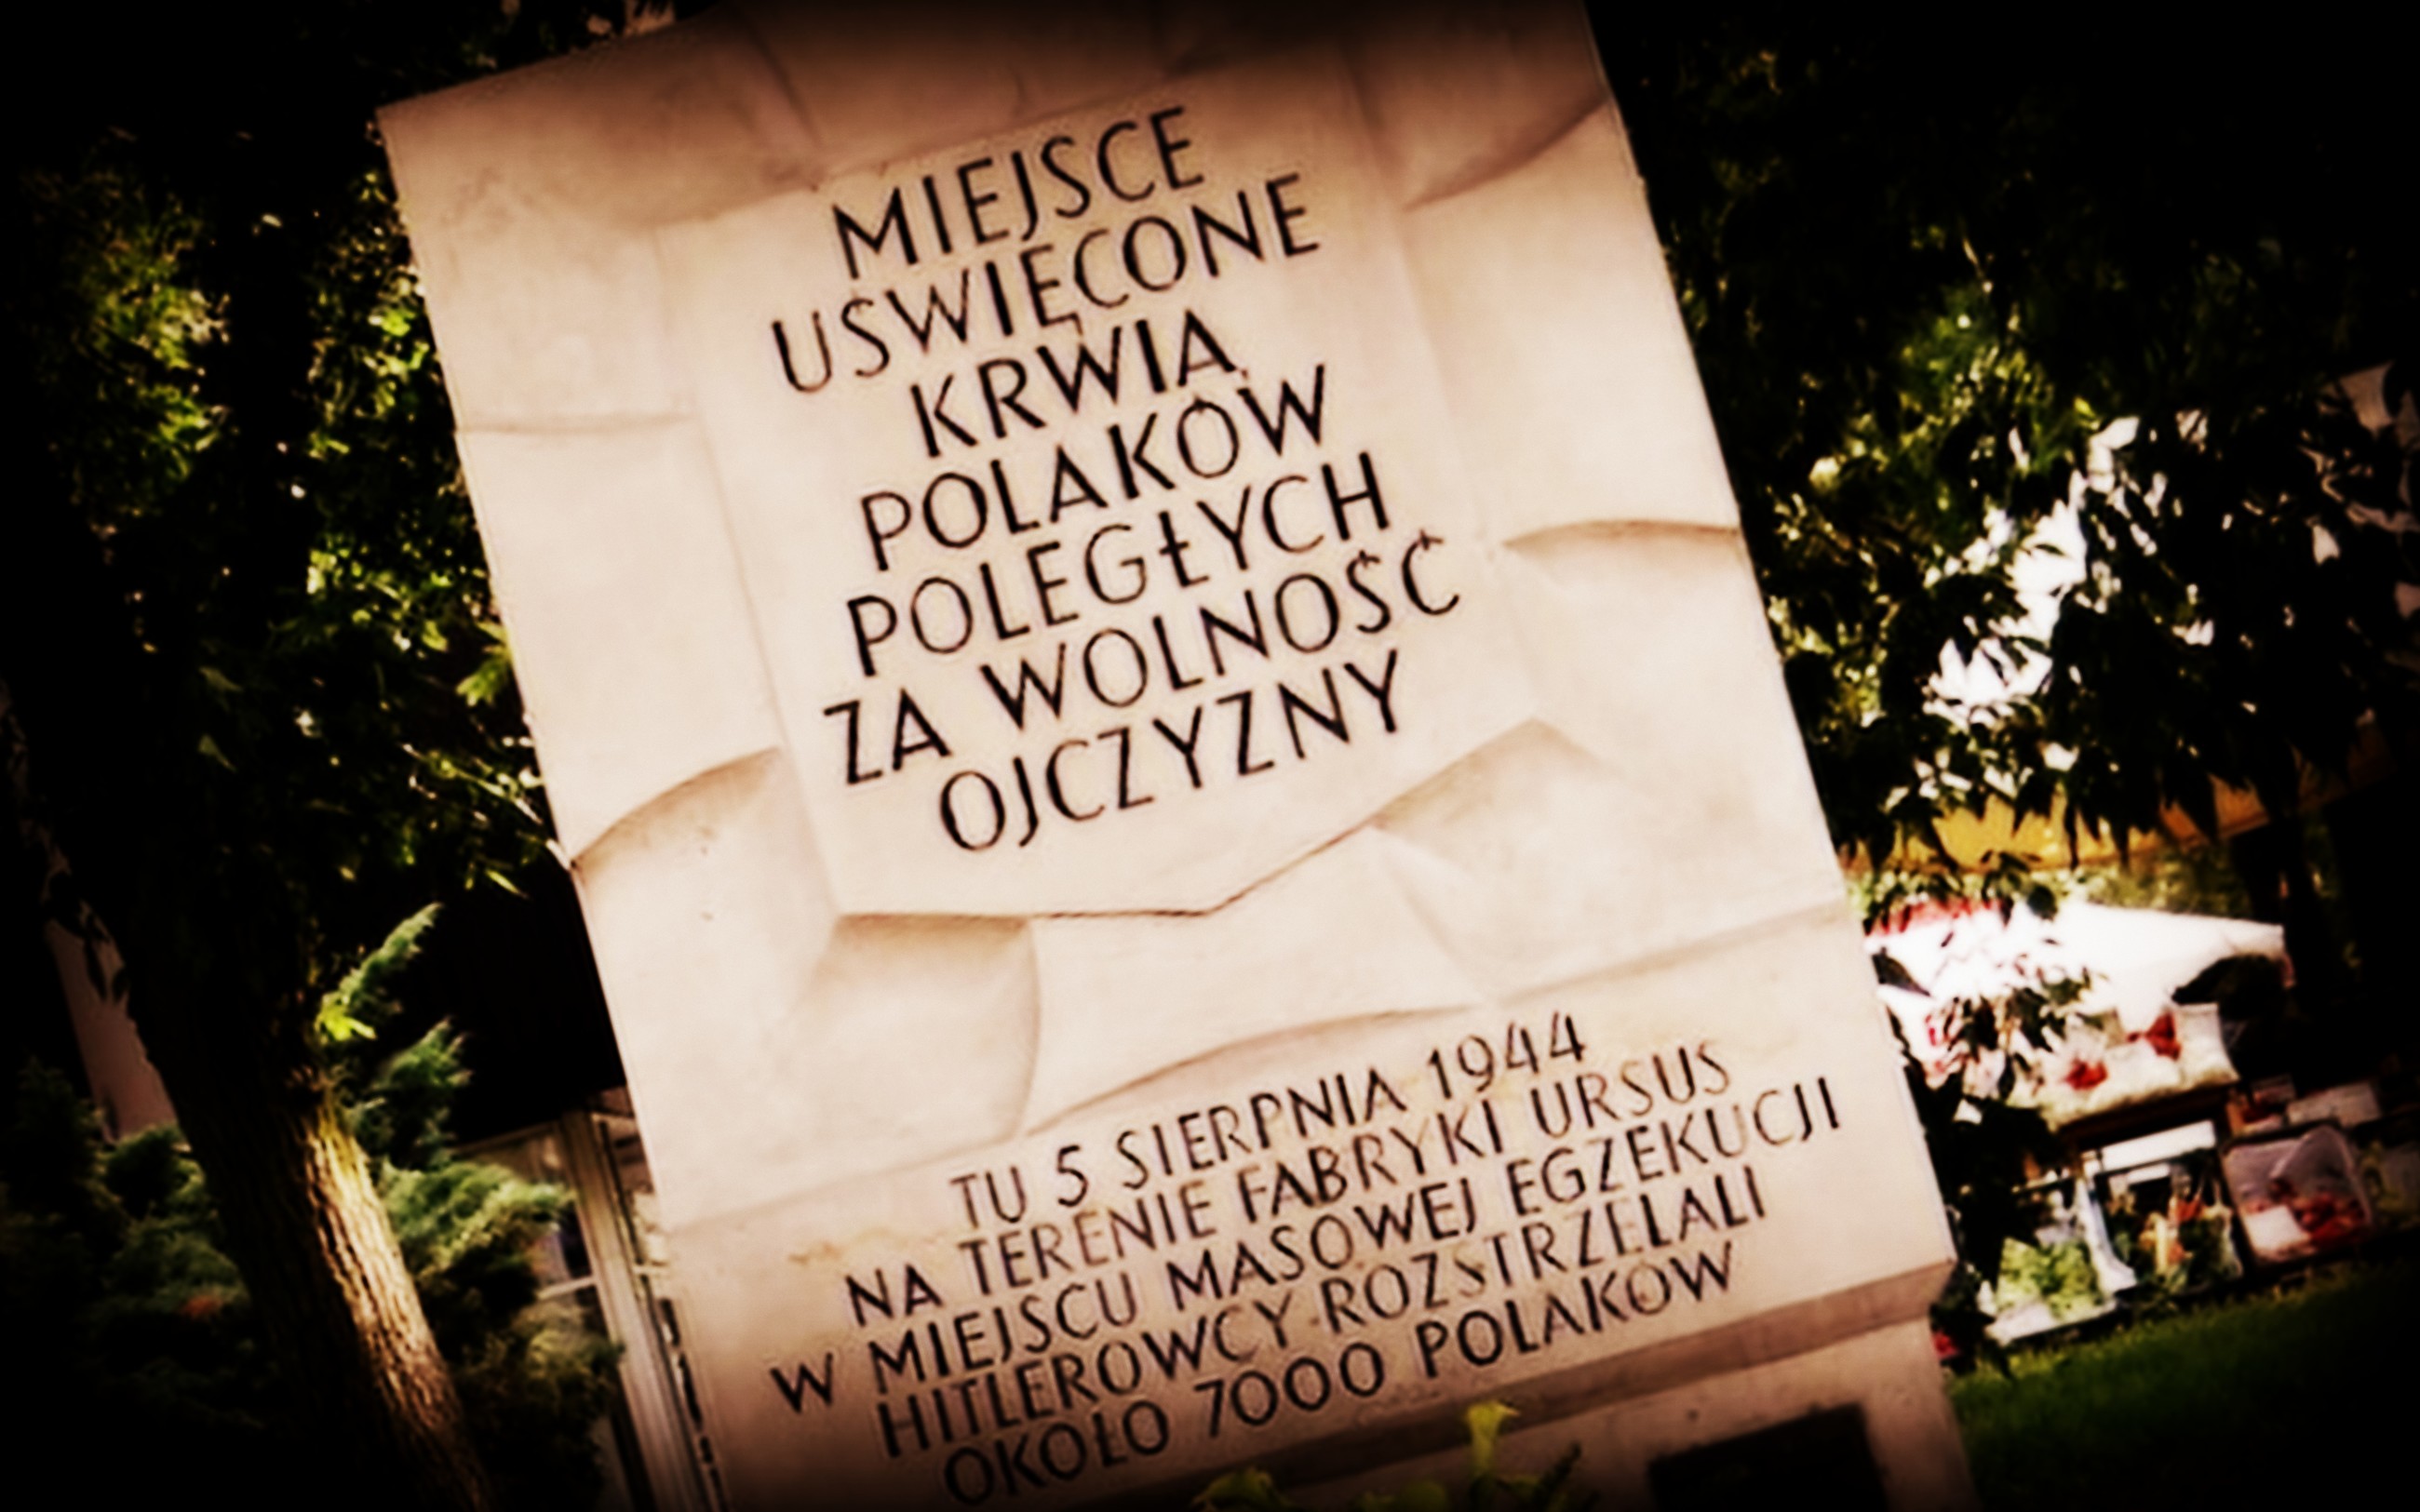 MIEJSCE
UŚWIĘCONE
KRWIĄ
POLAKÓW
POLEGŁYCH
ZA WOLNOŚĆ
OJCZYZNY
TU 5 SIERPNIA 1944
NA TERENIE FABRYKI URSUS
W MIEJSCU MASOWEJ EGZEKUCJI
HITLEROWCY ROZSTRZELALI
OKOŁO 7000 POLAKÓW